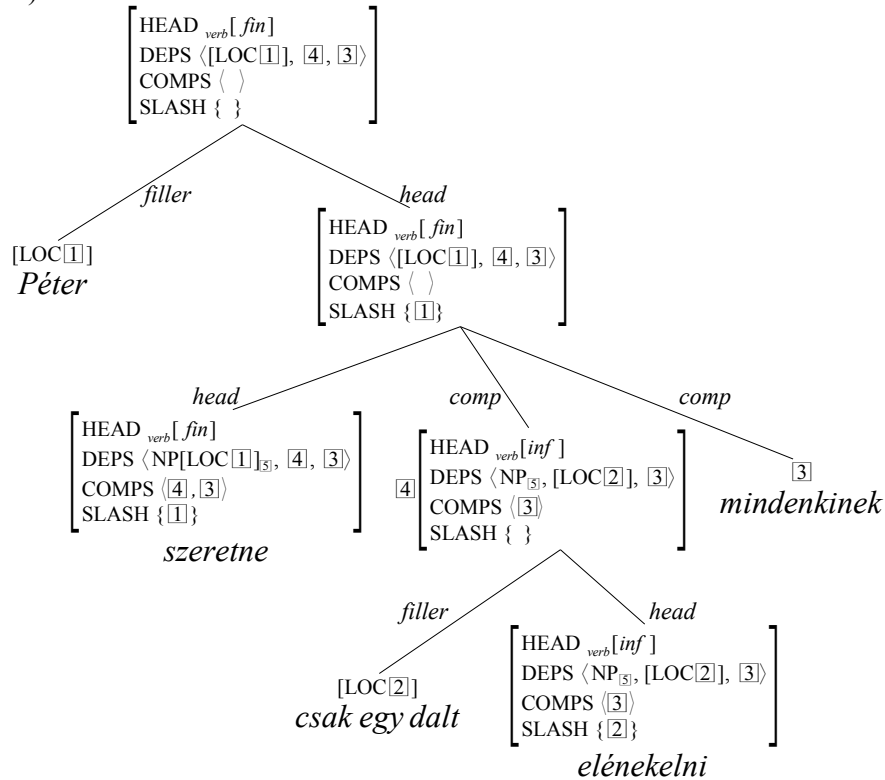 )
HEAD verb[ fin]
DEPS ⟨[LOC[1]], [4], [3]⟩
COMPS ⟨ ⟩
SLASH { }
filler
head
[LOC[1]]
Péter
HEAD verb[ fin]
DEPS ⟨[LOC[1]], [4], [3]⟩
COMPS ⟨ ⟩
SLASH {[1]}
head
comp
comp
HEAD verb[ fin]
DEPS ⟨NP[LOC[1]][5], [4], [3]⟩
COMPS ⟨[4],[3]⟩
SLASH {[1]}
szeretne
[4]
HEAD verb[inf ]
DEPS ⟨NP[5], [LOC[2]], [3]⟩
COMPS ⟨[3]⟩
SLASH { }
[3]
mindenkinek
filler
head
[LOC[2]]
csak egy dalt
HEAD verb[inf ]
DEPS ⟨NP[5], [LOC[2]], [3]⟩
COMPS ⟨[3]⟩
SLASH {[2]}
elénekelni